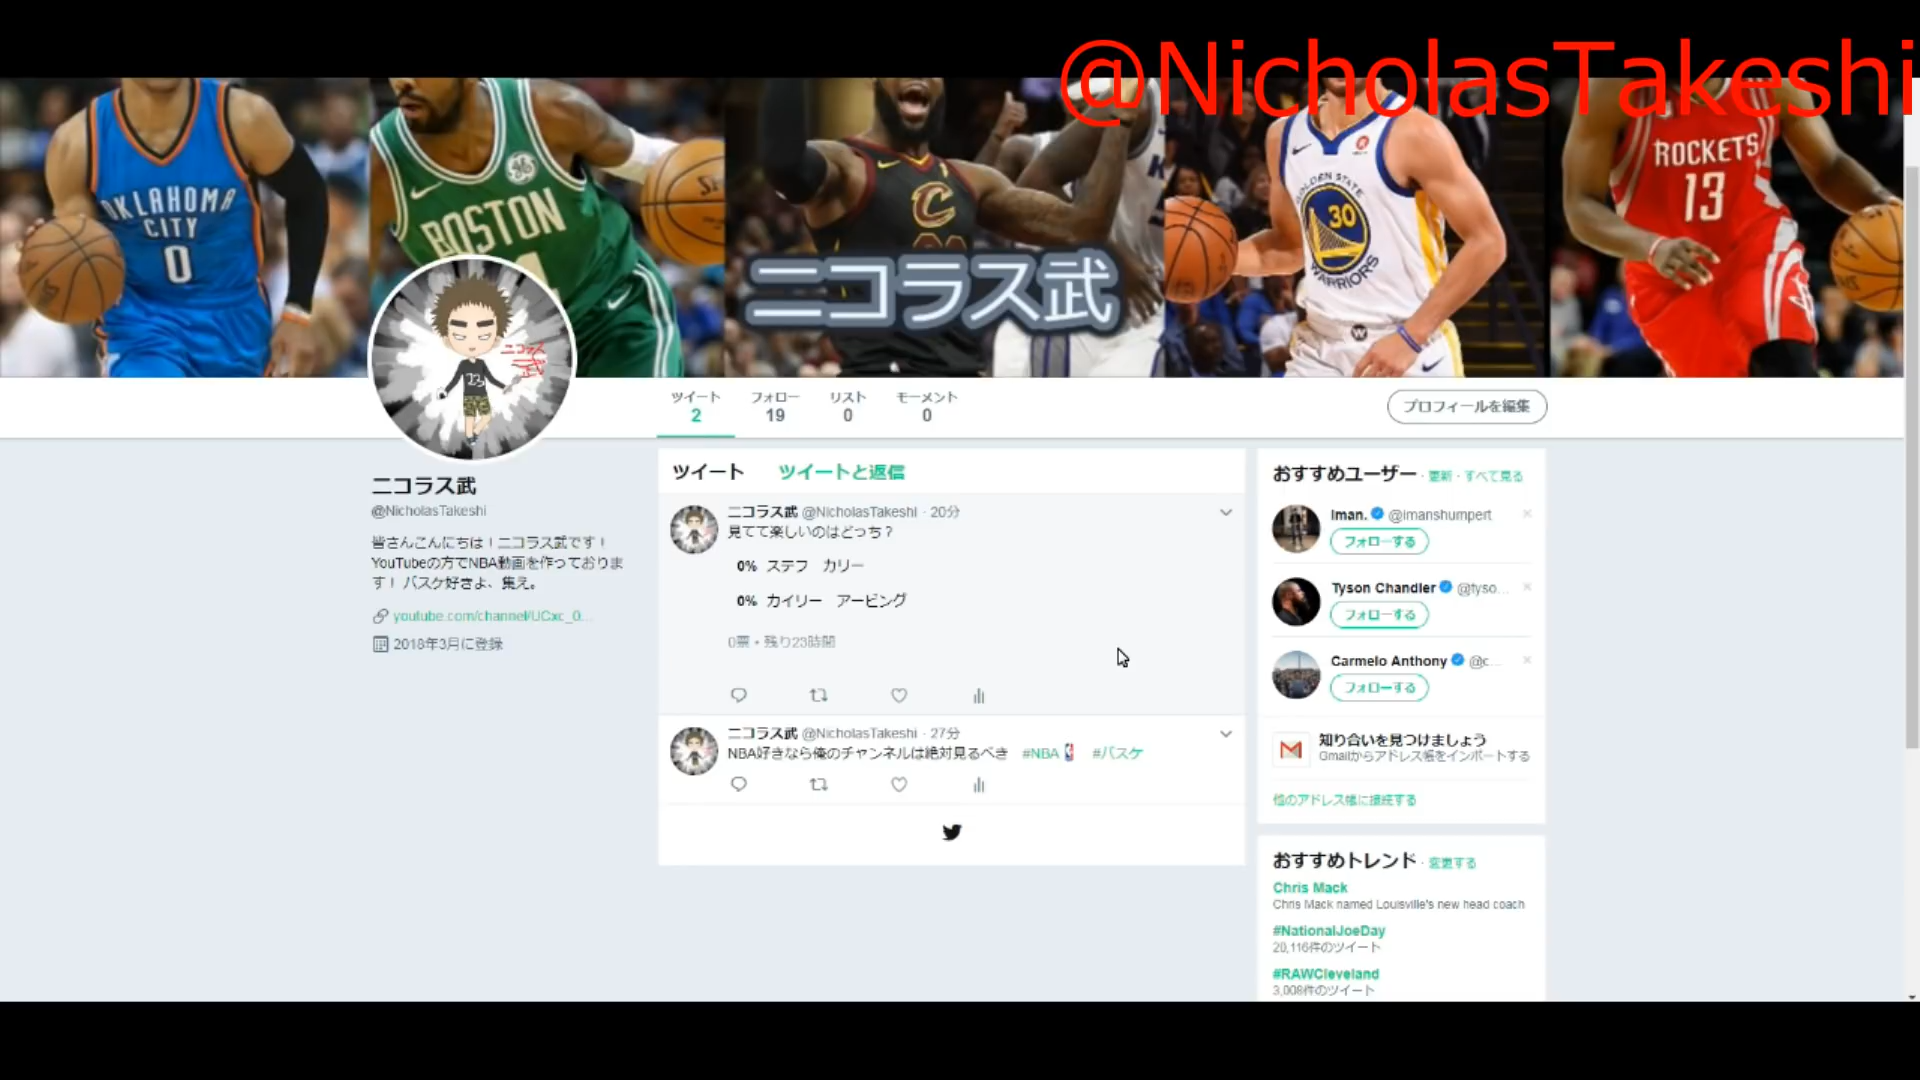 @NicholasTakeshi
OKLAHOMA
CITY
0
BOSTON
ニコラス武
GOLDEN STATE
30
WARRIORS
ROCKETS
13
ツイート
2
フォロー
19
リスト
0
モーメント
0
プロフィールを編集
ニコラス武
@NicholasTakeshi
皆さんこんにちは！ニコラス武です！
YouTubeの方でNBA動画を作っておりま
す！ バスケ好きよ、集え。
youtube.com/channel/UCxc_0...
2018年3月に登録
ツイート ツイートと返信
ニコラス武 @NicholasTakeshi · 20分
見てて楽しいのはどっち？
0% ステフ　カリー
0% カイリー　アービング
0票・残り23時間
ニコラス武 @NicholasTakeshi · 27分
NBA好きなら俺のチャンネルは絶対見るべき #NBA #バスケ
おすすめユーザー · 更新 · すべて見る
Iman. @imanshumpert
フォローする
Tyson Chandler @tyso...
フォローする
Carmelo Anthony @c...
フォローする
知り合いを見つけましょう
Gmailからアドレス帳をインポートする
他のアドレス帳に接続する
おすすめトレンド · 変更する
Chris Mack
Chris Mack named Louisville's new head coach
#NationalJoeDay
20,116件のツイート
#RAWCleveland
3,008件のツイート